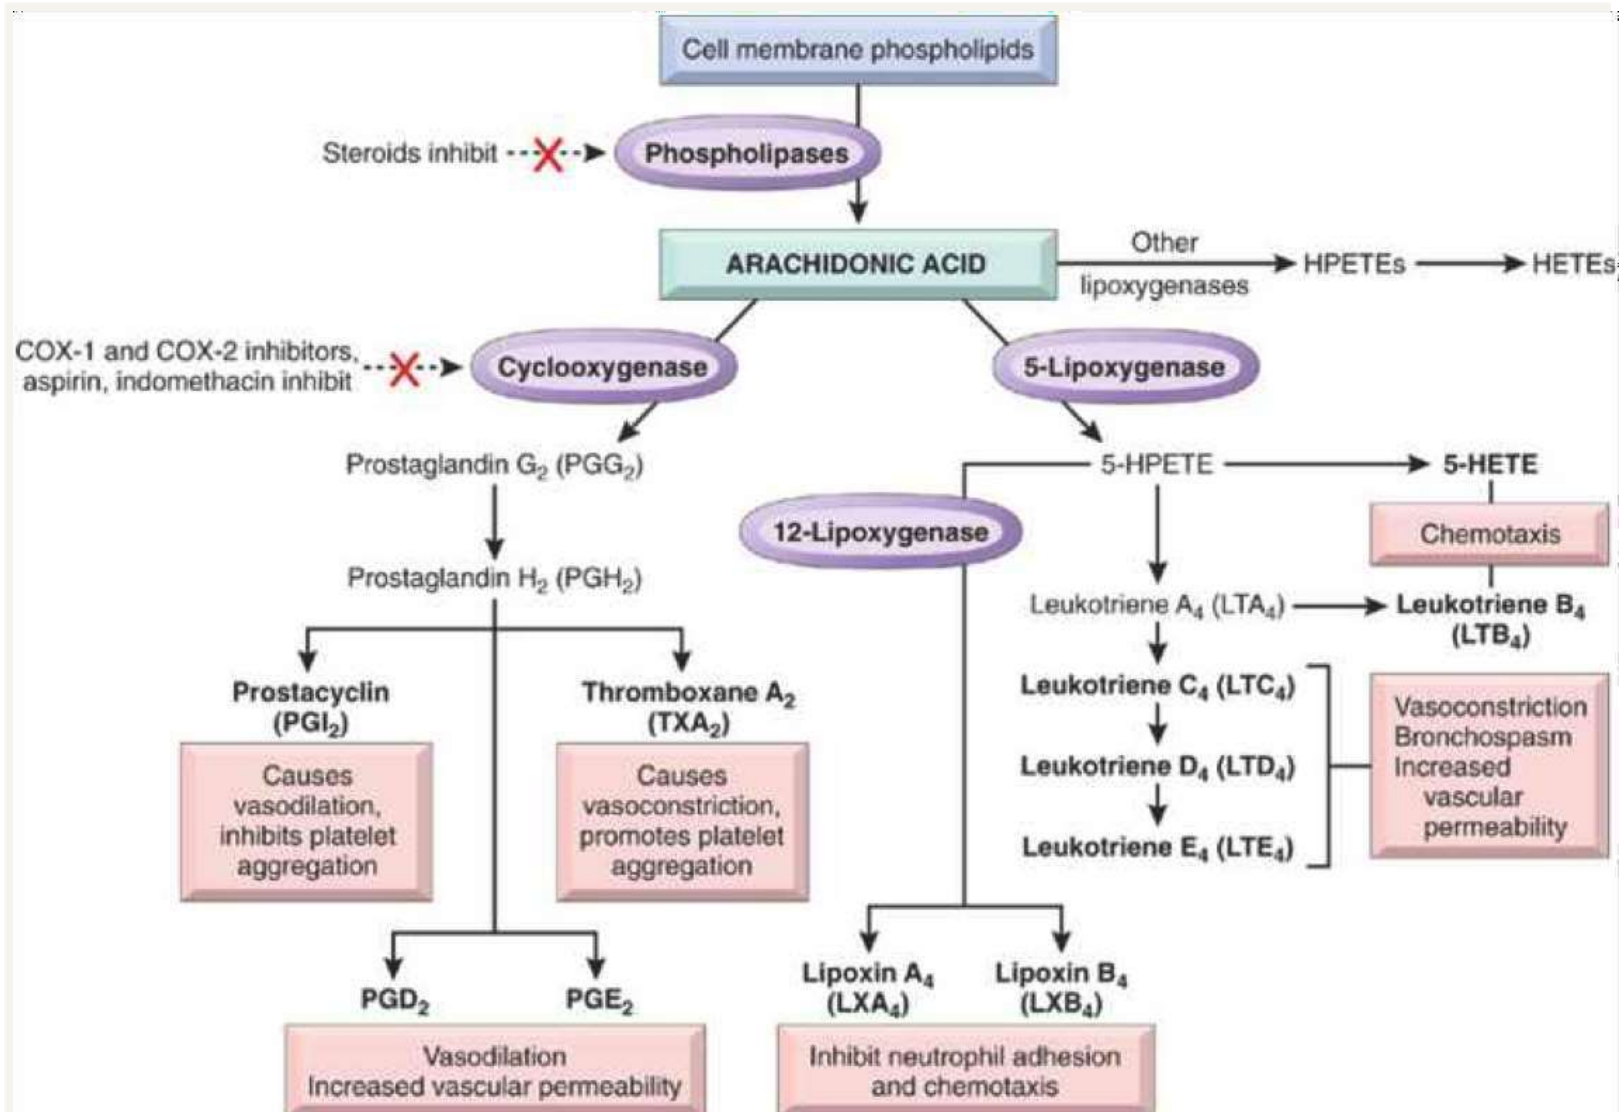 Cell membrane phospholipids
Steroids inhibit
Phospholipases
ARACHIDONIC ACID
Other
lipoxygenases
HPETEs
HETEs
COX-1 and COX-2 inhibitors,
aspirin, indomethacin inhibit
Cyclooxygenase
5-Lipoxygenase
Prostaglandin G₂ (PGG₂)
5-HPETE
5-HETE
12-Lipoxygenase
Chemotaxis
Prostaglandin H₂ (PGH₂)
Leukotriene A₄ (LTA₄)
Leukotriene B₄
(LTB₄)
Prostacyclin
(PGI₂)
Thromboxane A₂
(TXA₂)
Leukotriene C₄ (LTC₄)
Leukotriene D₄ (LTD₄)
Leukotriene E₄ (LTE₄)
Vasoconstriction
Bronchospasm
Increased
vascular
permeability
Causes
vasodilation,
inhibits platelet
aggregation
Causes
vasoconstriction,
promotes platelet
aggregation
PGD₂
PGE₂
Lipoxin A₄
(LXA₄)
Lipoxin B₄
(LXB₄)
Vasodilation
Increased vascular permeability
Inhibit neutrophil adhesion
and chemotaxis